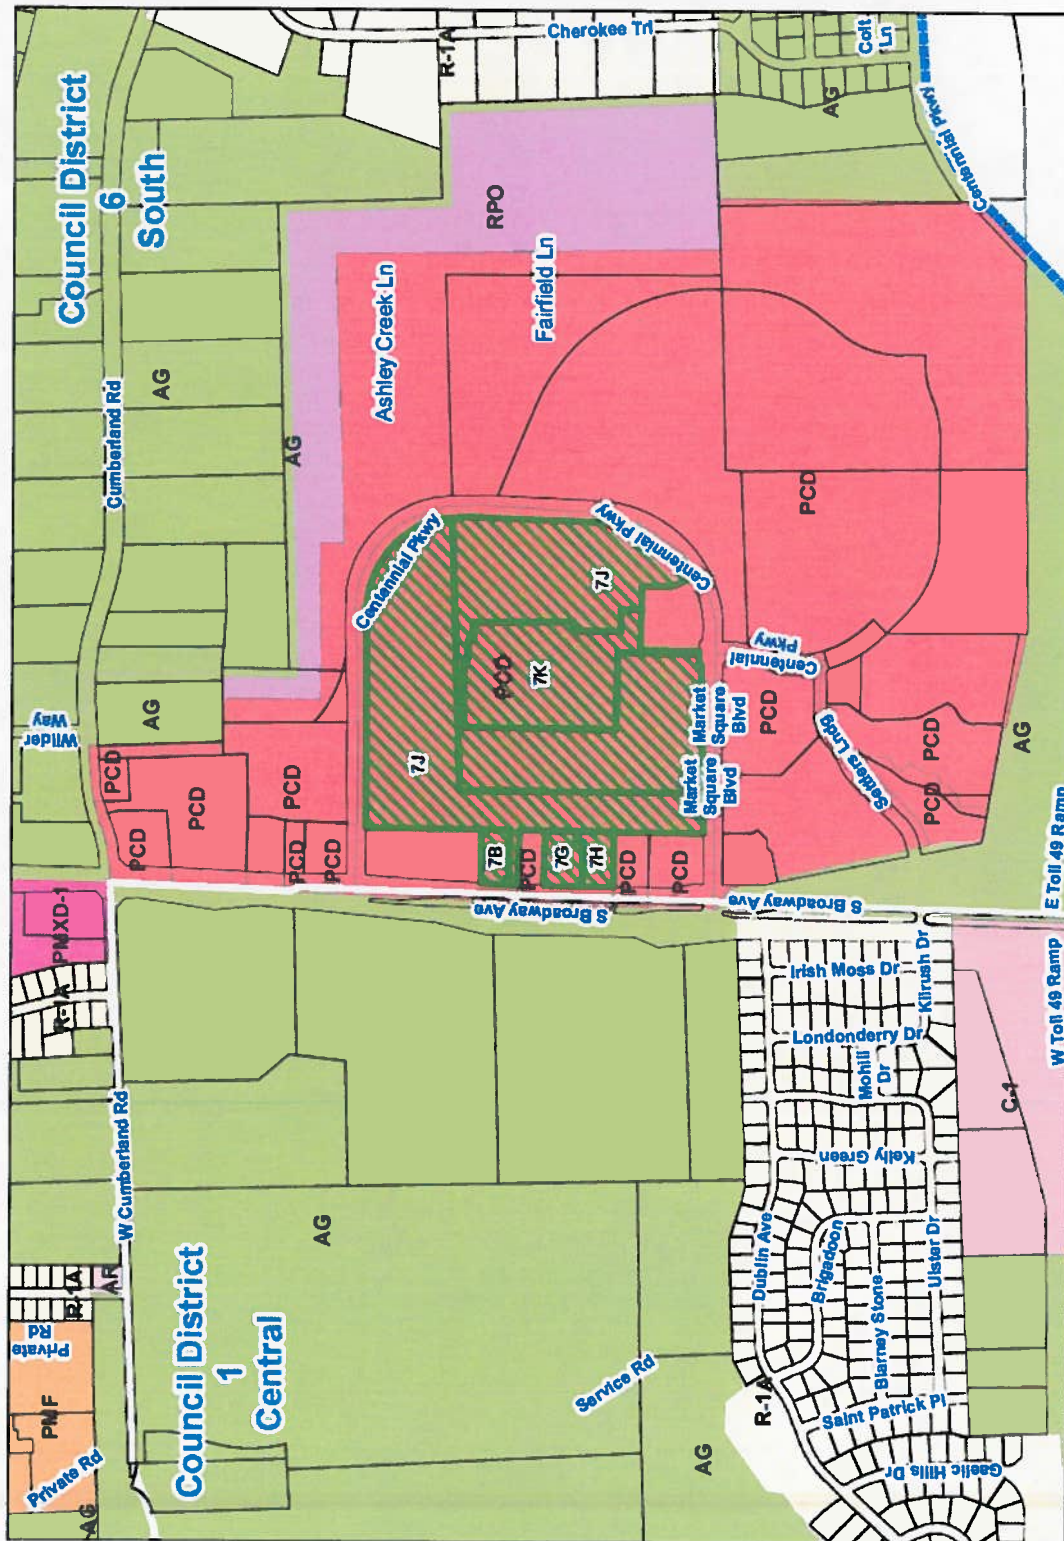 Council District
6
South
Cumberland Rd
Cherokee Trl
R-1A
Colt
Ln
AG
Centennial Pkwy
Centennial Pkwy
AG
AG
RPO
Ashley Creek Ln
Fairfield Ln
PCD
Centennial Pkwy
Centennial Pkwy
7J
7J
PCD
7K
Centennial
Pkwy
Market
Square
Blvd
Market
Square
Blvd
PCD
Settlers Lndg
PCD
PCD
AG
Wilder
Way
AG
PCD
PCD
PCD
PCD
PCD
PCD
7B
PCD
7G
7H
PCD
PCD
S Broadway Ave
S Broadway Ave
E Toll 49 Ramp
W Toll 49 Ramp
PMXD-1
R-1A
W Cumberland Rd
R-1A
AR
Private
Rd
PMF
Private Rd
AG
Council District
1
Central
AG
Service Rd
AG
R-1A
Irish Moss Dr
Kilrush Dr
Londonderry Dr
Mohill
Dr
Kelly Green
Dublin Ave
Brigadoon
Blarney Stone
Ulster Dr
Saint Patrick Pl
Gaelic Hills Dr
C-1